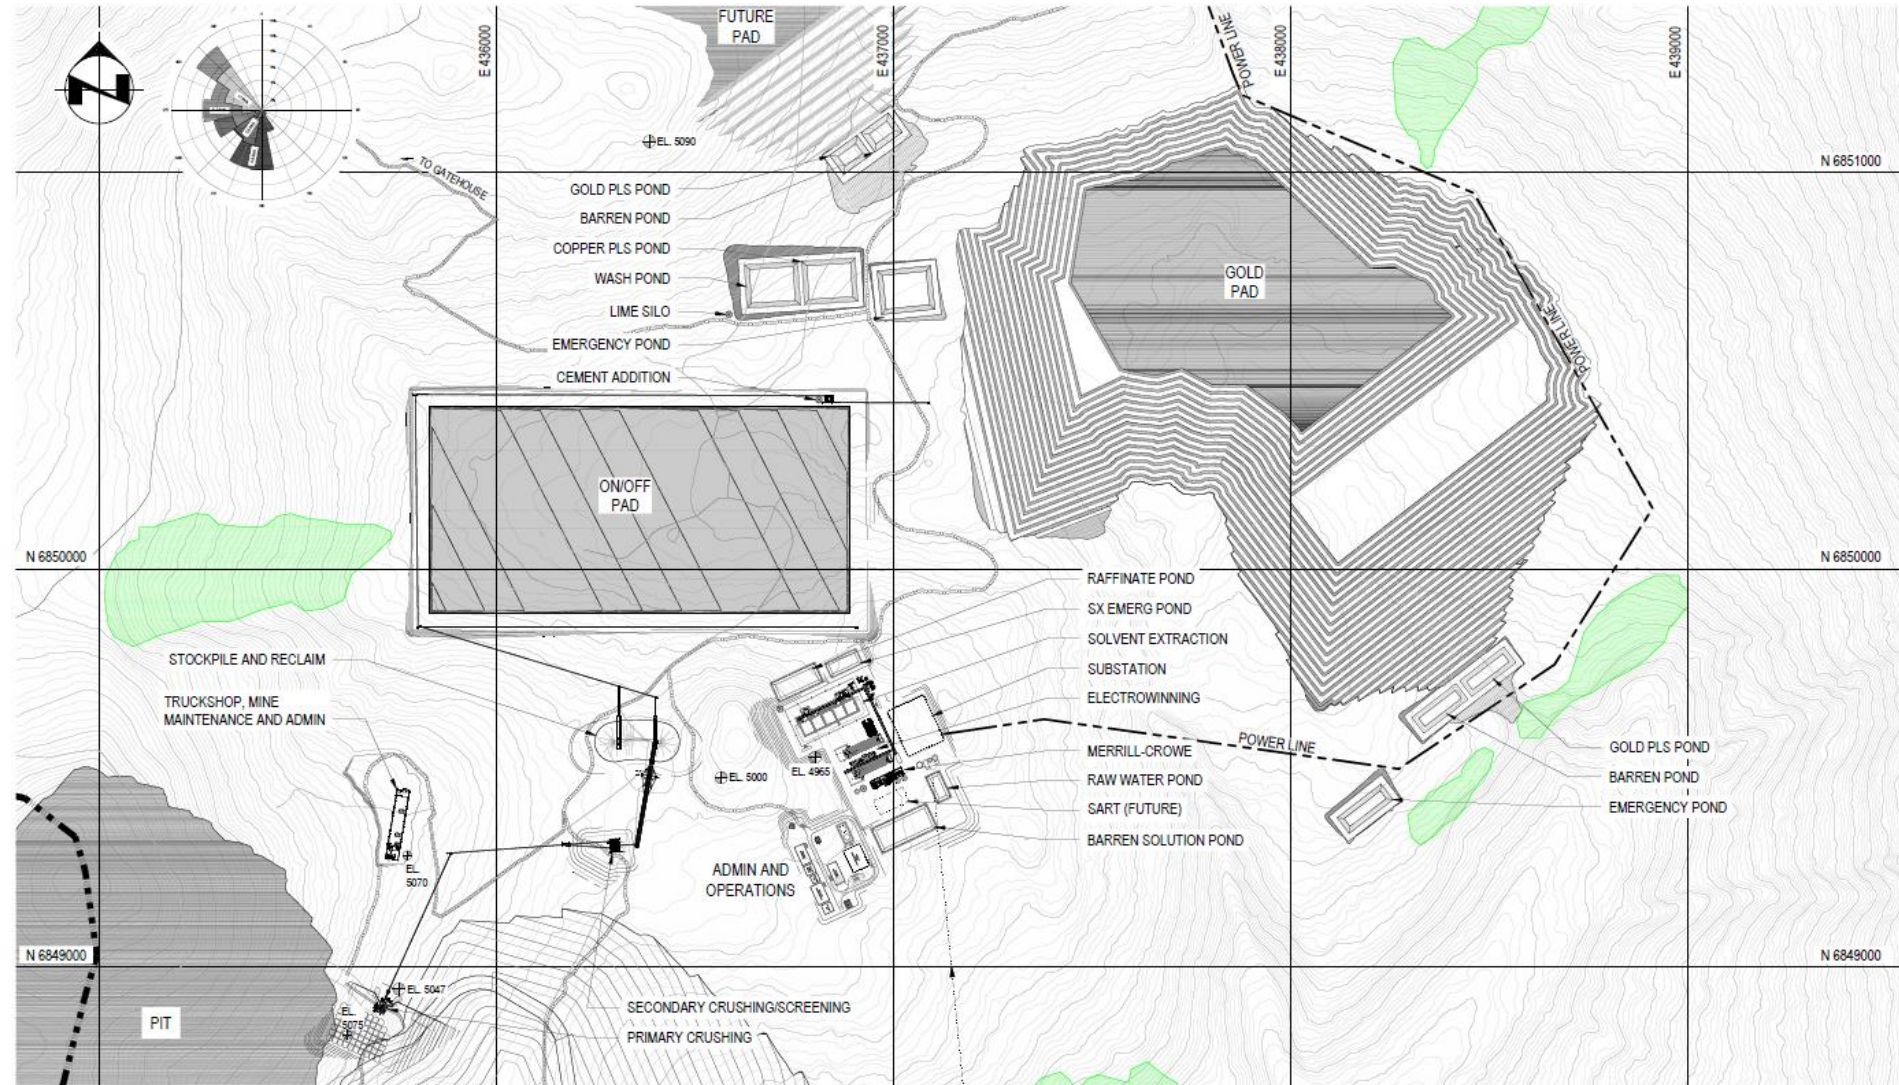 FUTURE
PAD
E 436000
E 437000
POWER LINE
POWER LINE
E 438000
E 439000
EL. 5090
TO GATEHOUSE
N 6851000
GOLD PLS POND
BARREN POND
COPPER PLS POND
WASH POND
LIME SILO
EMERGENCY POND
CEMENT ADDITION
GOLD
PAD
POWER LINE
ON/OFF
PAD
N 6850000
N 6850000
RAFFINATE POND
SX EMERG POND
SOLVENT EXTRACTION
SUBSTATION
ELECTROWINNING
MERRILL-CROWE
RAW WATER POND
SART (FUTURE)
BARREN SOLUTION POND
STOCKPILE AND RECLAIM
TRUCKSHOP, MINE
MAINTENANCE AND ADMIN
POWER LINE
EL. 5000
EL. 4965
GOLD PLS POND
BARREN POND
EMERGENCY POND
EL.
5070
ADMIN AND
OPERATIONS
N 6849000
N 6849000
EL. 5047
EL.
5075
PIT
SECONDARY CRUSHING/SCREENING
PRIMARY CRUSHING